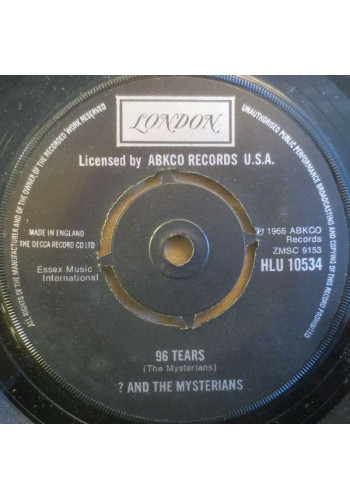 ALL RIGHTS OF THE MANUFACTURER AND OF THE OWNER OF THE RECORDED WORK RESERVED
UNAUTHORISED PUBLIC PERFORMANCE BROADCASTING AND COPYING OF THIS RECORD PROHIBITED
LONDON
Licensed by ABKCO RECORDS U.S.A.
MADE IN ENGLAND
THE DECCA RECORD CO LTD
Essex Music
International
℗ 1966 ABKCO
Records
ZMSC 9153
HLU 10534
96 TEARS
(The Mysterians)
? AND THE MYSTERIANS